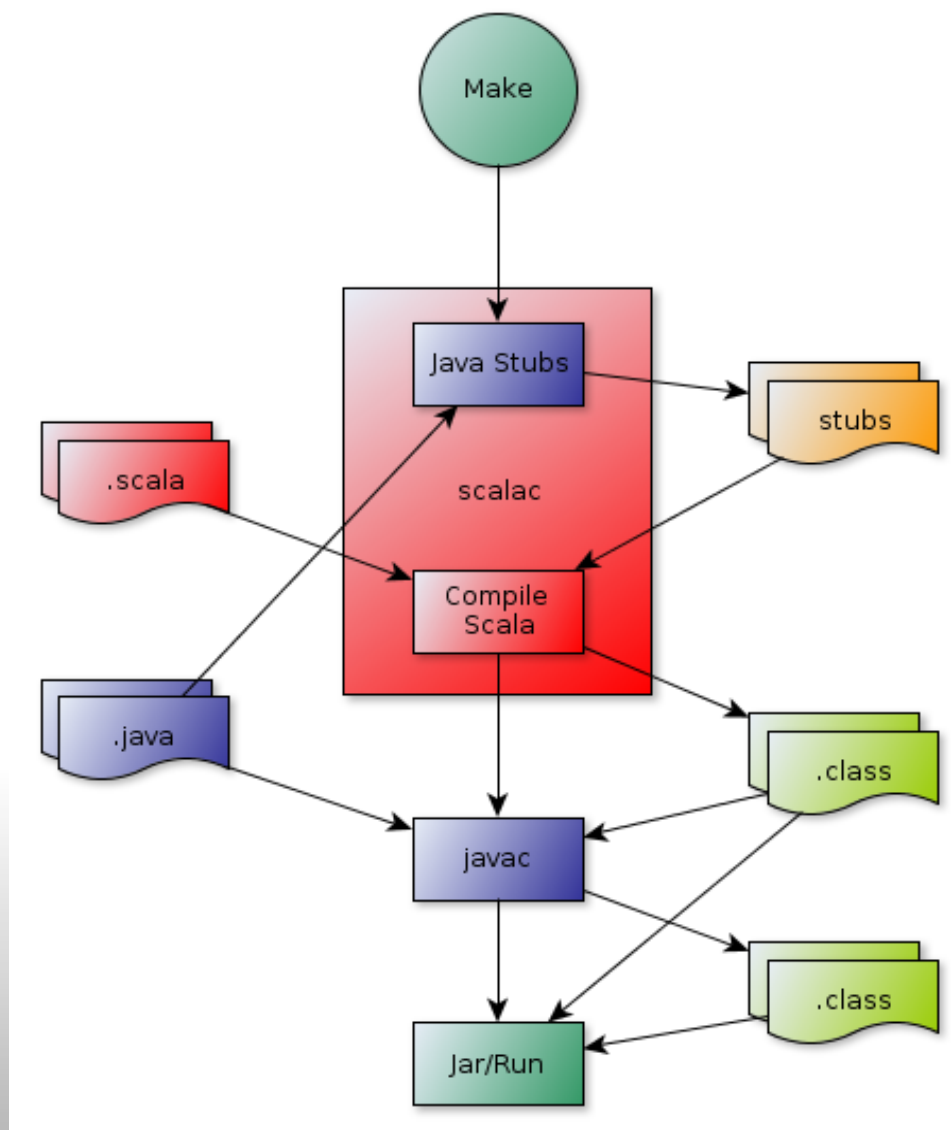 Make
Java Stubs
stubs
.scala
scalac
Compile
Scala
.java
.class
javac
.class
Jar/Run